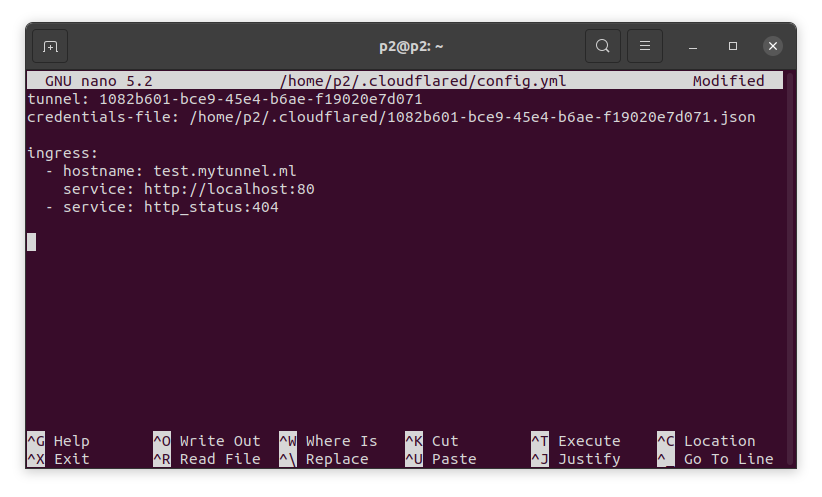 p2@p2: ~
GNU nano 5.2 /home/p2/.cloudflared/config.yml Modified
tunnel: 1082b601-bce9-45e4-b6ae-f19020e7d071
credentials-file: /home/p2/.cloudflared/1082b601-bce9-45e4-b6ae-f19020e7d071.json
ingress:
  - hostname: test.mytunnel.ml
    service: http://localhost:80
  - service: http_status:404
^G Help ^O Write Out ^W Where Is ^K Cut ^T Execute ^C Location
^X Exit ^R Read File ^\ Replace ^U Paste ^J Justify ^_ Go To Line